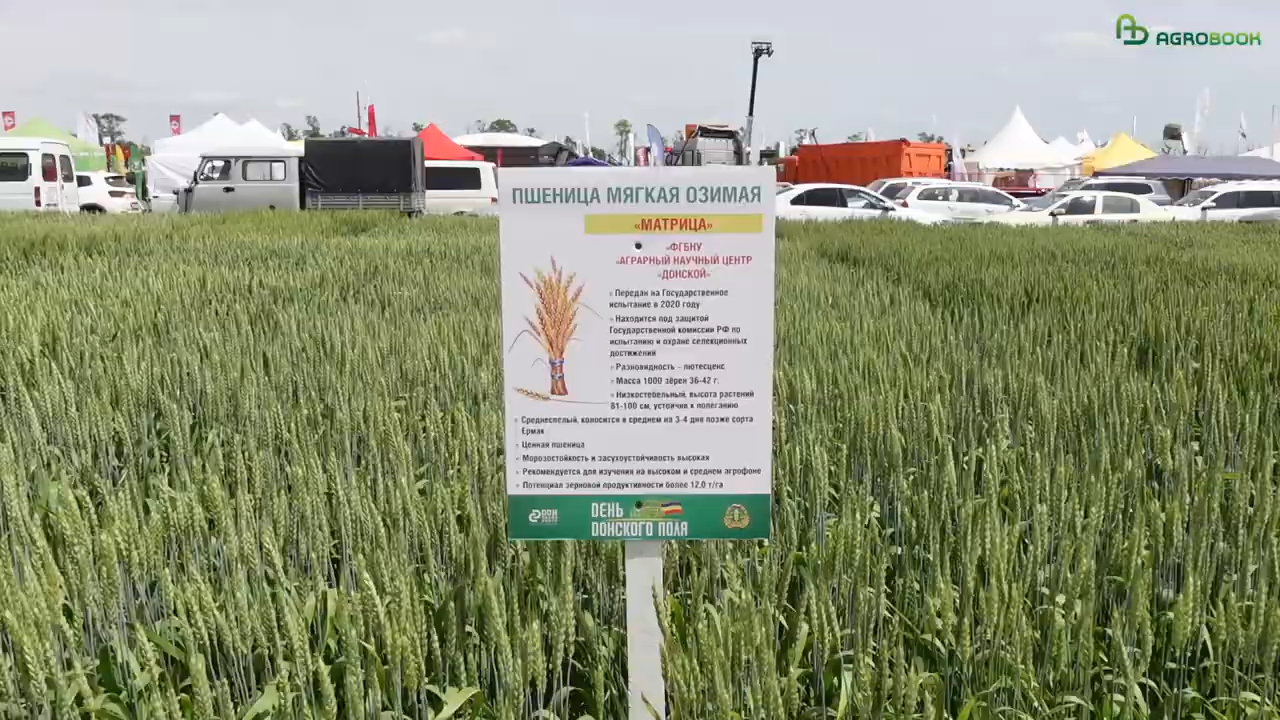 AGROBOOK
ПШЕНИЦА МЯГКАЯ ОЗИМАЯ
«МАТРИЦА»
«ФГБНУ
«АГРАРНЫЙ НАУЧНЫЙ ЦЕНТР
«ДОНСКОЙ»
Передан на Государственное
испытание в 2020 году
Находится под защитой
Государственной комиссии РФ по
испытанию и охране селекционных
достижений
Разновидность – лютесценс
Масса 1000 зёрен 36-42 г.
Низкостебельный, высота растений
81-100 см, устойчив к полеганию
Среднеспелый, колосится в среднем на 3-4 дня позже сорта
Ермак
Ценная пшеница
Морозостойкость и засухоустойчивость высокая
Рекомендуется для изучения на высоком и среднем агрофоне
Потенциал зерновой продуктивности более 12,0 т/га
ДЕНЬ
ДОНСКОГО ПОЛЯ